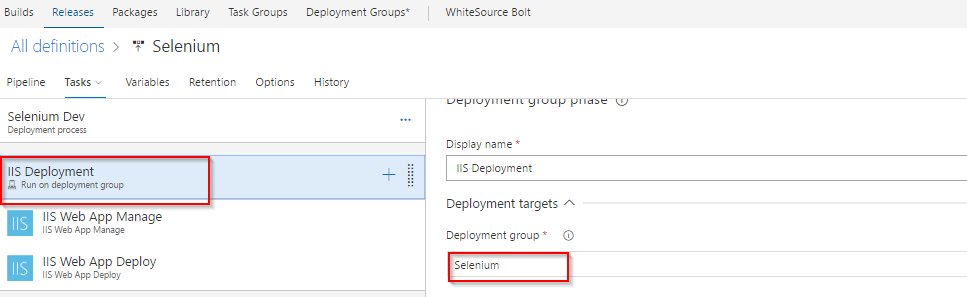 Builds Releases Packages Library Task Groups Deployment Groups* WhiteSource Bolt
All definitions > Selenium
Pipeline Tasks Variables Retention Options History
Selenium Dev
Deployment process
...
IIS Deployment
Run on deployment group
IIS
IIS Web App Manage
IIS Web App Manage
IIS
IIS Web App Deploy
IIS Web App Deploy
Deployment group phase
Display name *
IIS Deployment
Deployment targets
Deployment group *
Selenium